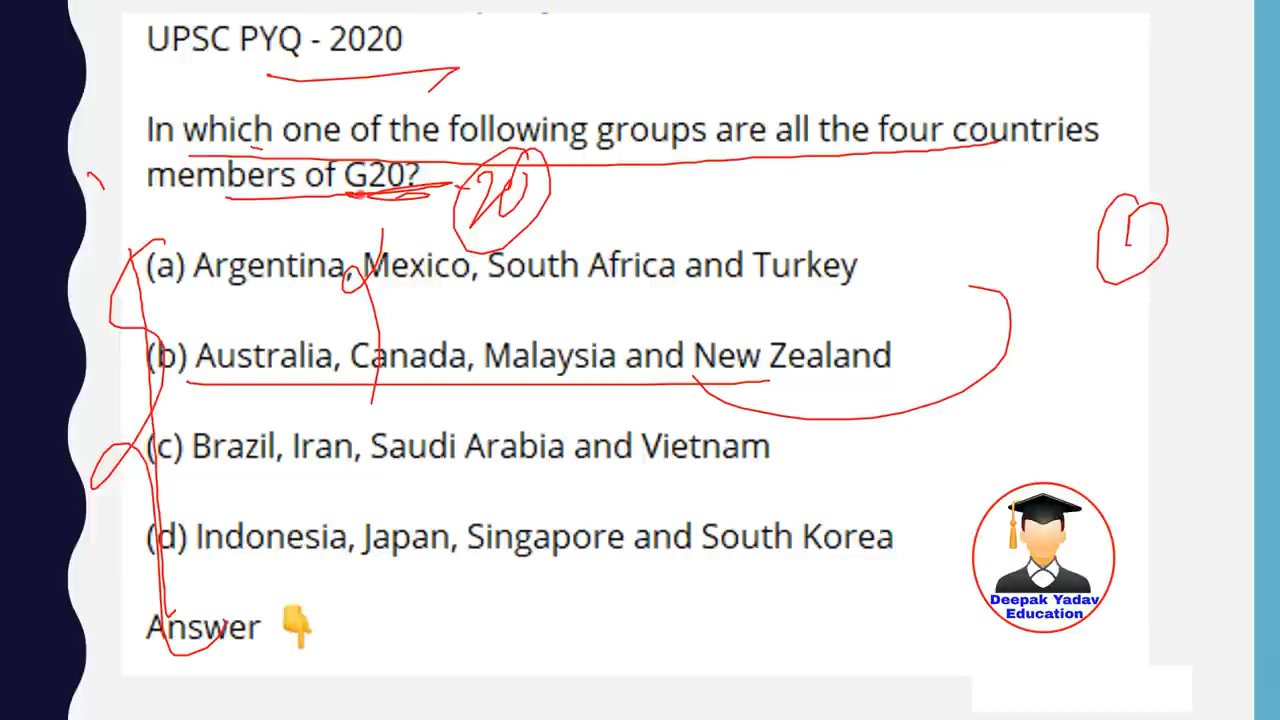 UPSC PYQ - 2020
In which one of the following groups are all the four countries
members of G20?
20
(a) Argentina, Mexico, South Africa and Turkey
(b) Australia, Canada, Malaysia and New Zealand
(c) Brazil, Iran, Saudi Arabia and Vietnam
(d) Indonesia, Japan, Singapore and South Korea
Answer 👇
Deepak Yadav
Education